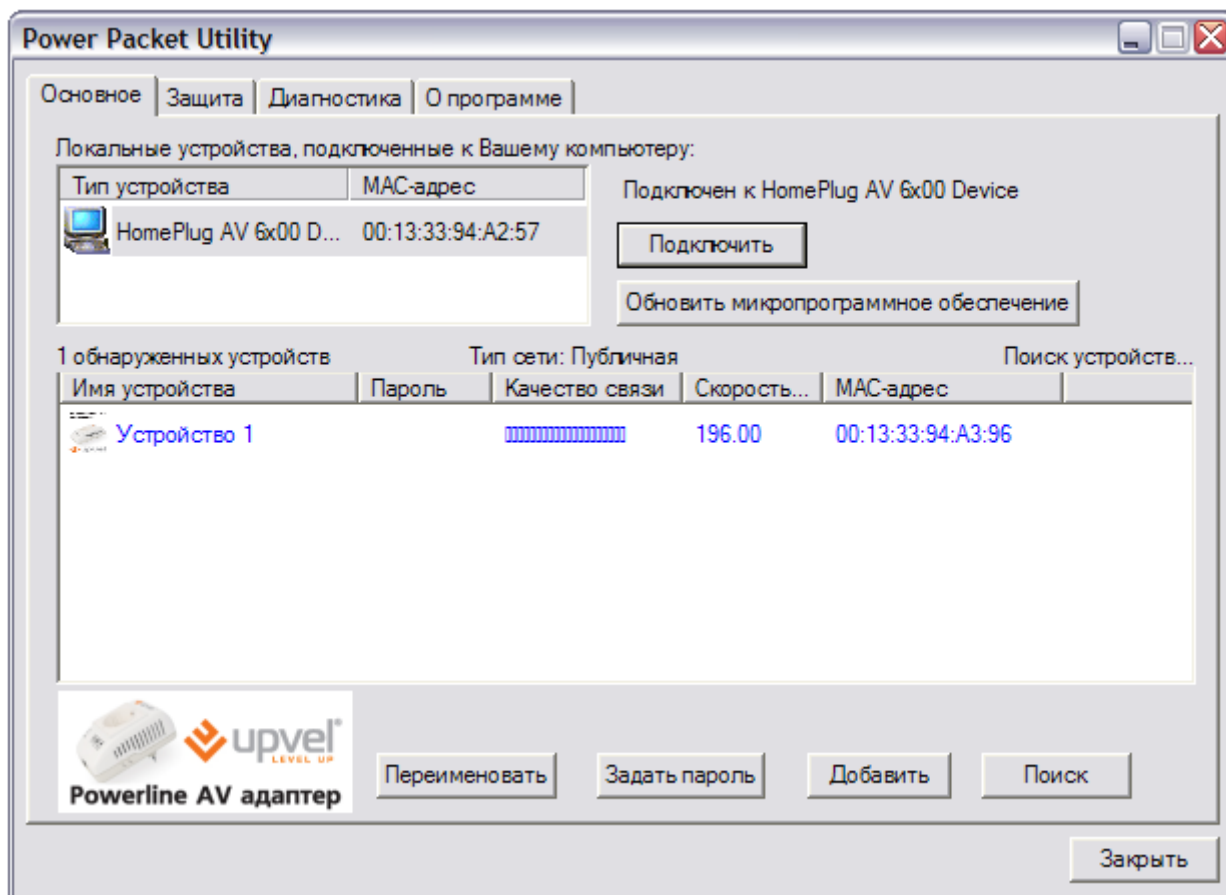 Power Packet Utility
Основное Защита Диагностика О программе
Локальные устройства, подключенные к Вашему компьютеру:
Тип устройства MAC-адрес
HomePlug AV 6x00 D... 00:13:33:94:A2:57
Подключен к HomePlug AV 6x00 Device
Подключить
Обновить микропрограммное обеспечение
1 обнаруженных устройств Тип сети: Публичная Поиск устройств...
Имя устройства Пароль Качество связи Скорость... MAC-адрес
Устройство 1 196.00 00:13:33:94:A3:96
upvel®
LEVEL UP
Powerline AV адаптер
Переименовать Задать пароль Добавить Поиск
Закрыть